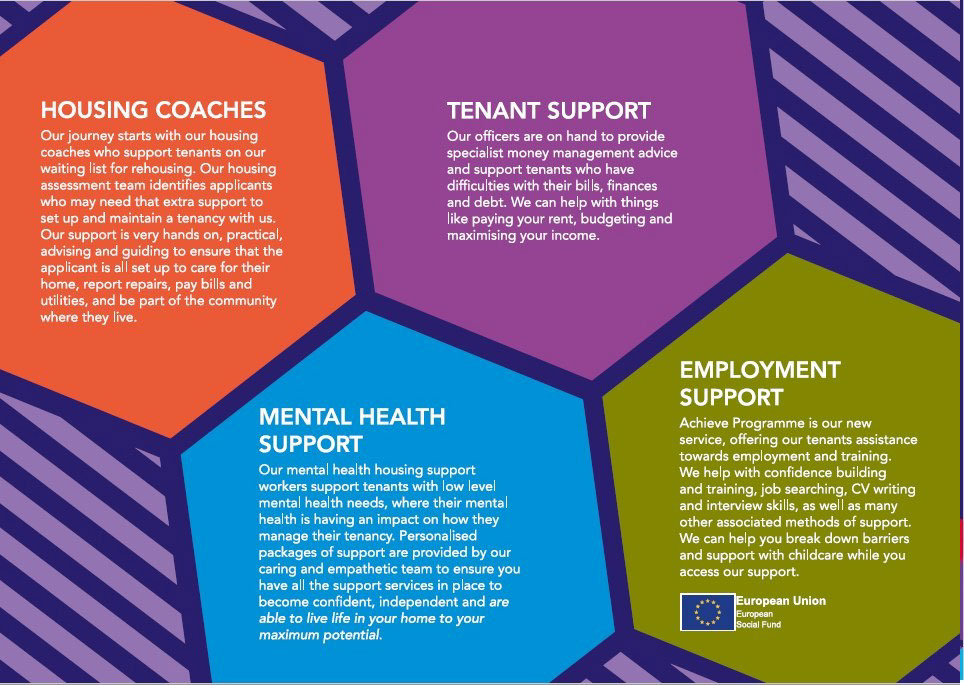 HOUSING COACHES
Our journey starts with our housing
coaches who support tenants on our
waiting list for rehousing. Our housing
assessment team identifies applicants
who may need that extra support to
set up and maintain a tenancy with us.
Our support is very hands on, practical,
advising and guiding to ensure that the
applicant is all set up to care for their
home, report repairs, pay bills and
utilities, and be part of the community
where they live.
TENANT SUPPORT
Our officers are on hand to provide
specialist money management advice
and support tenants who have
difficulties with their bills, finances
and debt. We can help with things
like paying your rent, budgeting and
maximising your income.
MENTAL HEALTH
SUPPORT
Our mental health housing support
workers support tenants with low level
mental health needs, where their mental
health is having an impact on how they
manage their tenancy. Personalised
packages of support are provided by our
caring and empathetic team to ensure you
have all the support services in place to
become confident, independent and are
able to live life in your home to your
maximum potential.
EMPLOYMENT
SUPPORT
Achieve Programme is our new
service, offering our tenants assistance
towards employment and training.
We help with confidence building
and training, job searching, CV writing
and interview skills, as well as many
other associated methods of support.
We can help you break down barriers
and support with childcare while you
access our support.
European Union
European
Social Fund